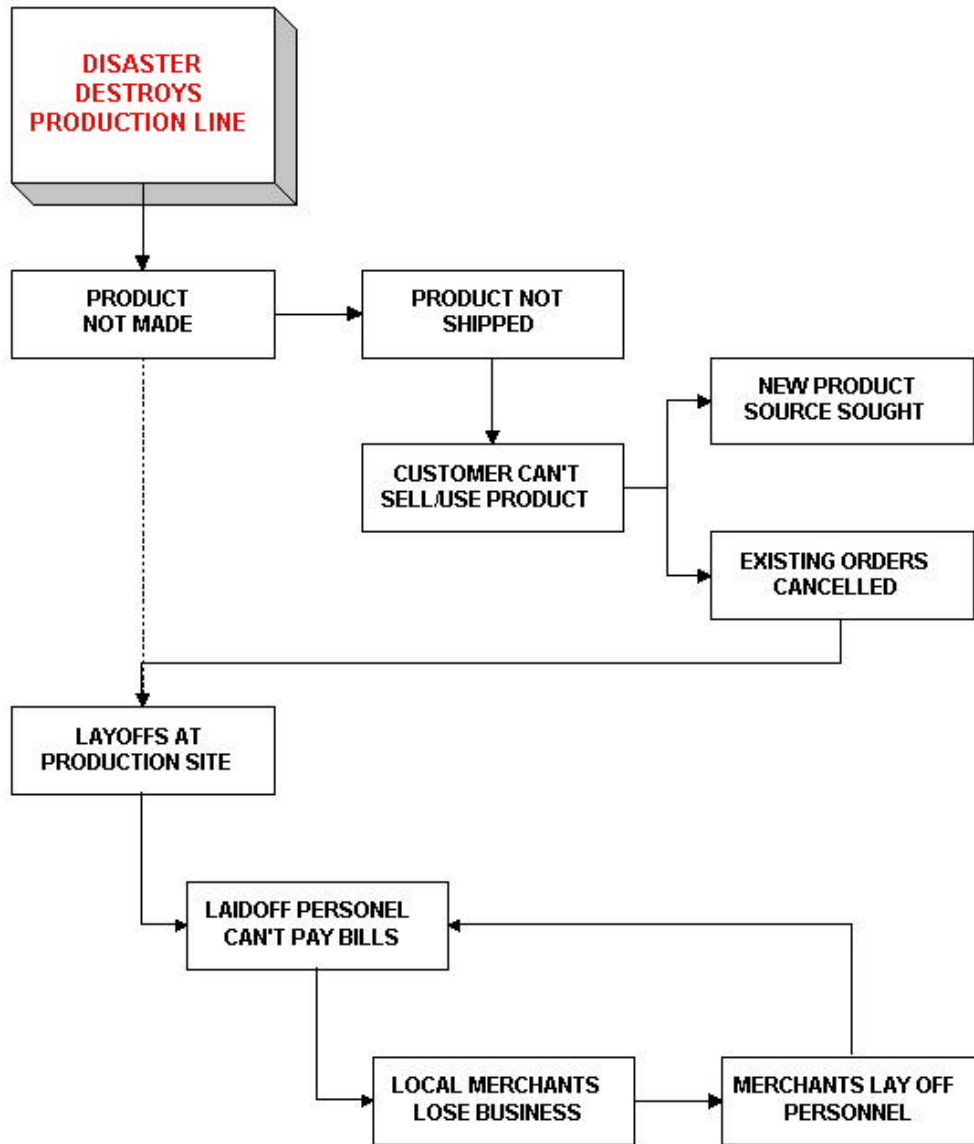 DISASTER
DESTROYS
PRODUCTION LINE
PRODUCT
NOT MADE
PRODUCT NOT
SHIPPED
NEW PRODUCT
SOURCE SOUGHT
CUSTOMER CAN'T
SELL/USE PRODUCT
EXISTING ORDERS
CANCELLED
LAYOFFS AT
PRODUCTION SITE
LAIDOFF PERSONEL
CAN'T PAY BILLS
LOCAL MERCHANTS
LOSE BUSINESS
MERCHANTS LAY OFF
PERSONNEL